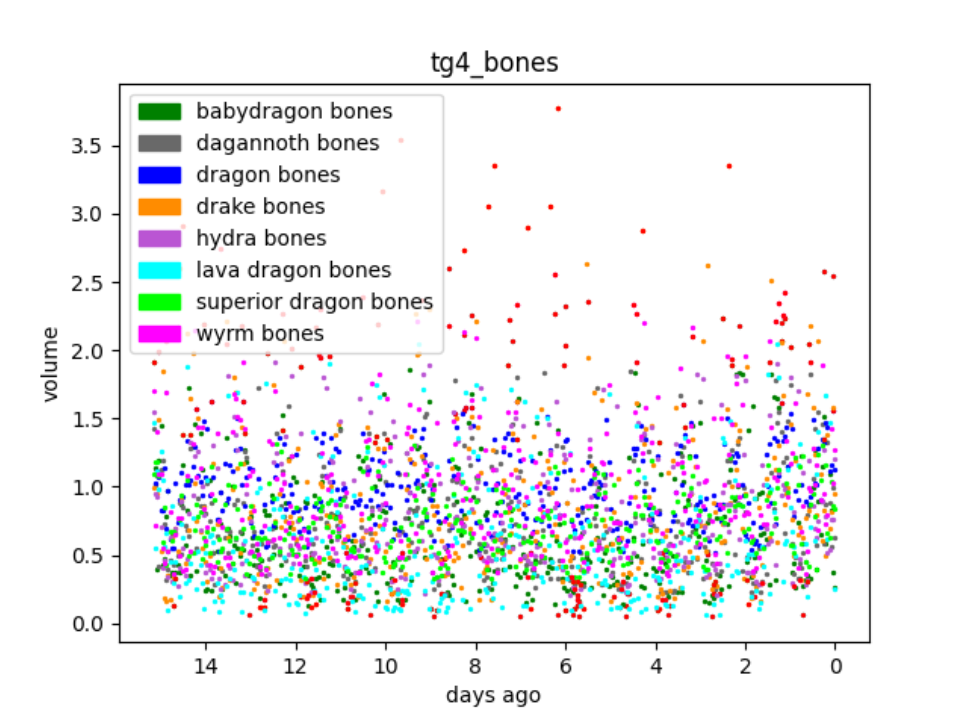 tg4_bones
babydragon bones
dagannoth bones
dragon bones
drake bones
hydra bones
lava dragon bones
superior dragon bones
wyrm bones
volume
3.5
3.0
2.5
2.0
1.5
1.0
0.5
0.0
14 12 10 8 6 4 2 0
days ago